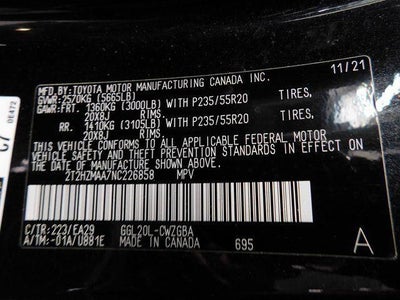 MFD.BY:TOYOTA MOTOR MANUFACTURING CANADA INC.
GVWR:2570KG (5665LB) 11/21
GAWR:FRT. 1360KG (3000LB) WITH P235/55R20 TIRES,
20X8J RIMS.
RR. 1410KG (3105LB) WITH P235/55R20 TIRES,
20X8J RIMS.
THIS VEHICLE CONFORMS TO ALL APPLICABLE FEDERAL MOTOR
VEHICLE SAFETY STANDARDS IN EFFECT ON THE
DATE OF MANUFACTURE SHOWN ABOVE.
2T2HZMAA7NC226858 MPV
C/TR:223/EA29 GGL20L-CWZGBA
A/TM:-01A/U881E MADE IN CANADA 695 A
0E472